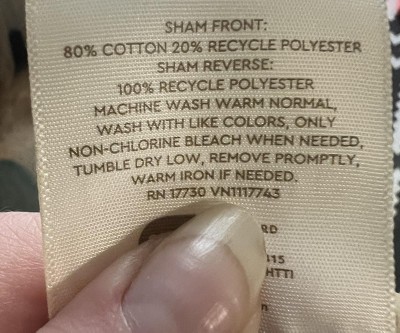 SHAM FRONT:
80% COTTON 20% RECYCLE POLYESTER
SHAM REVERSE:
100% RECYCLE POLYESTER
MACHINE WASH WARM NORMAL,
WASH WITH LIKE COLORS, ONLY
NON-CHLORINE BLEACH WHEN NEEDED,
TUMBLE DRY LOW, REMOVE PROMPTLY,
WARM IRON IF NEEDED.
RN 17730 VN1117743